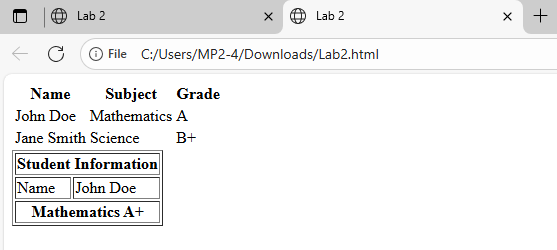 Lab 2
Lab 2
File C:/Users/MP2-4/Downloads/Lab2.html
Name Subject Grade
John Doe Mathematics A
Jane Smith Science B+
Student Information
Name John Doe
Mathematics A+